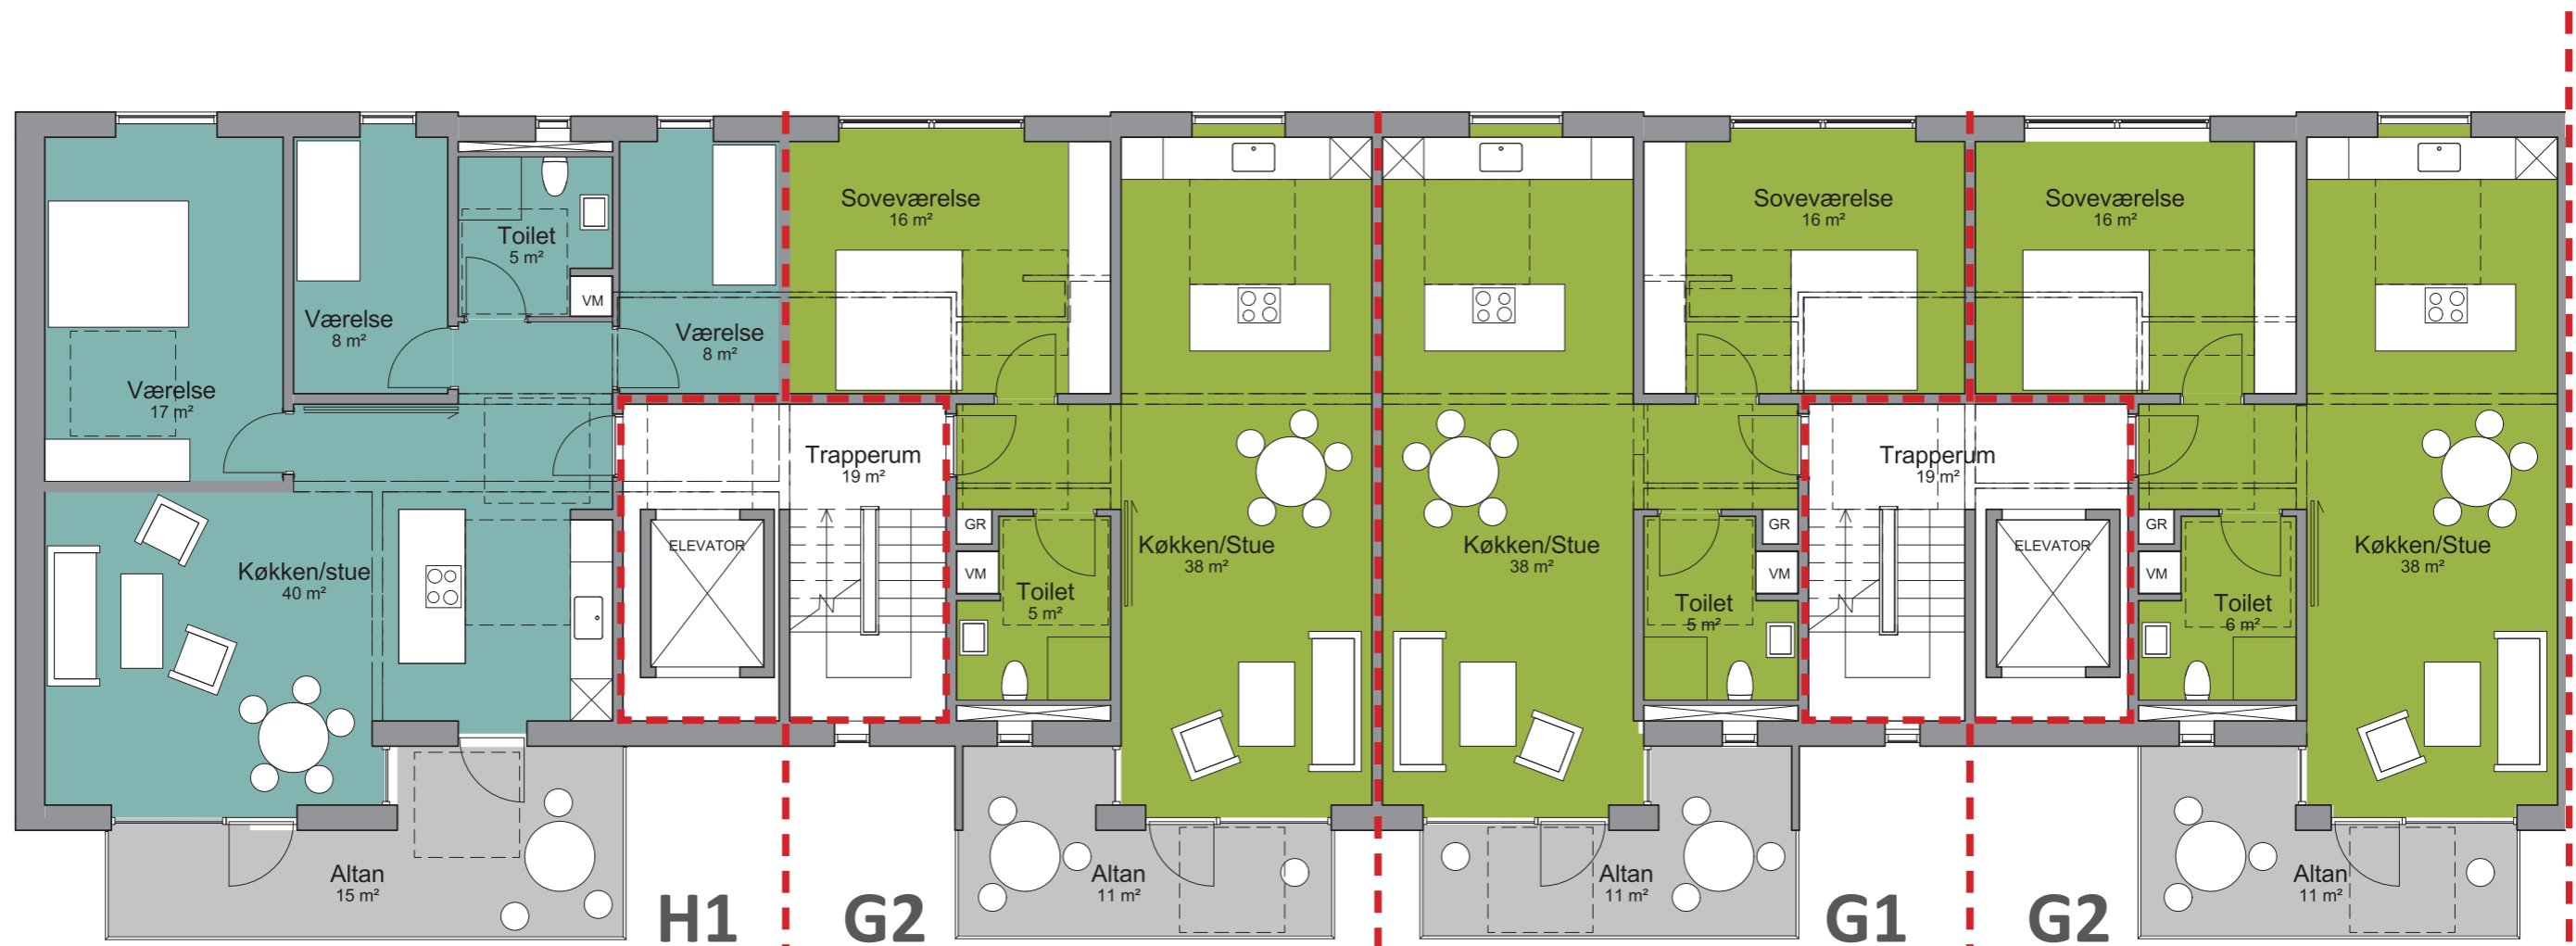 Værelse
17 m²
Værelse
8 m²
Toilet
5 m²
VM
Værelse
8 m²
Køkken/stue
40 m²
Altan
15 m²
ELEVATOR
Trapperum
19 m²
H1
Soveværelse
16 m²
GR
VM
Toilet
5 m²
Køkken/Stue
38 m²
Altan
11 m²
G2
Køkken/Stue
38 m²
Soveværelse
16 m²
GR
VM
Toilet
5 m²
Altan
11 m²
Trapperum
19 m²
G1
Soveværelse
16 m²
ELEVATOR
GR
VM
Toilet
6 m²
Køkken/Stue
38 m²
Altan
11 m²
G2